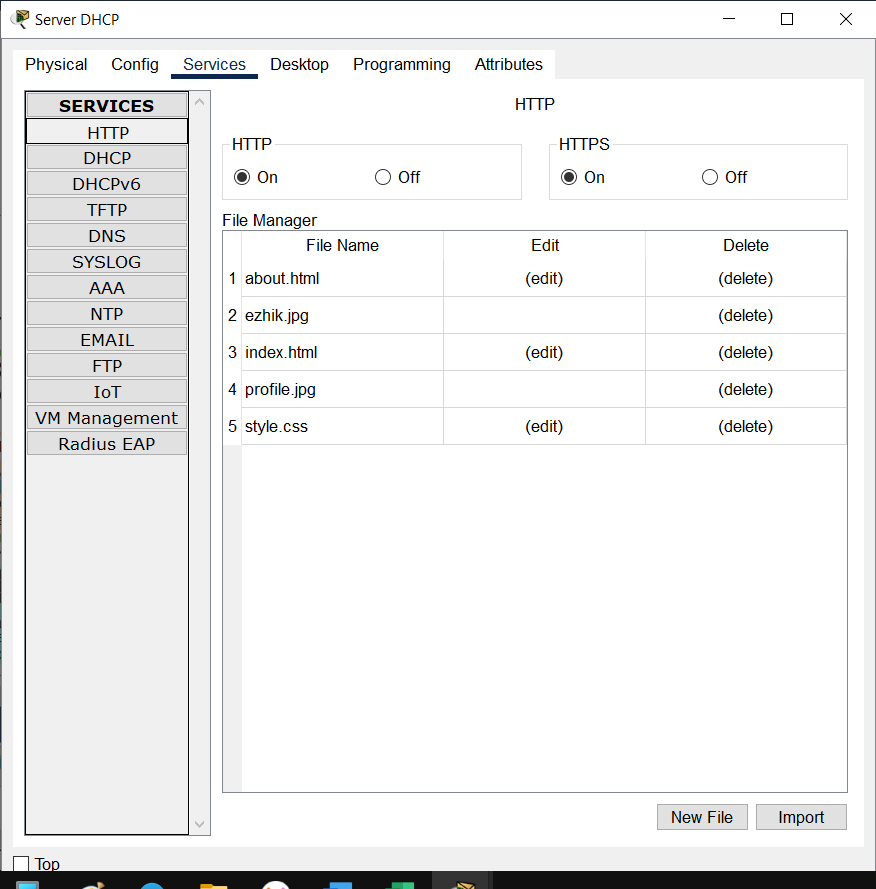 Server DHCP
Physical Config Services Desktop Programming Attributes
SERVICES
HTTP
DHCP
DHCPv6
TFTP
DNS
SYSLOG
AAA
NTP
EMAIL
FTP
IoT
VM Management
Radius EAP
HTTP
HTTP
On Off
HTTPS
On Off
File Manager
File Name Edit Delete
1 about.html (edit) (delete)
2 ezhik.jpg (delete)
3 index.html (edit) (delete)
4 profile.jpg (delete)
5 style.css (edit) (delete)
New File Import
Top